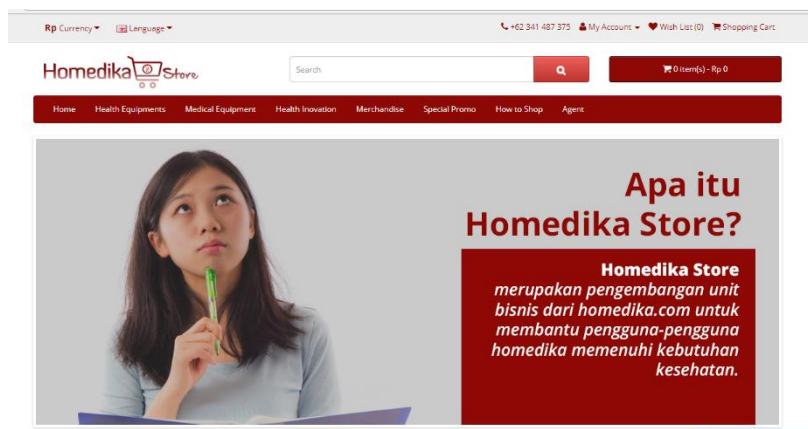 Rp Currency Language +62 341 487 375 My Account Wish List (0) Shopping Cart
Homedika Store Search 0 item(s) - Rp 0
Home Health Equipments Medical Equipment Health Inovation Merchandise Special Promo How to Shop Agent
Apa itu
Homedika Store?
Homedika Store
merupakan pengembangan unit
bisnis dari homedika.com untuk
membantu pengguna-pengguna
homedika memenuhi kebutuhan
kesehatan.